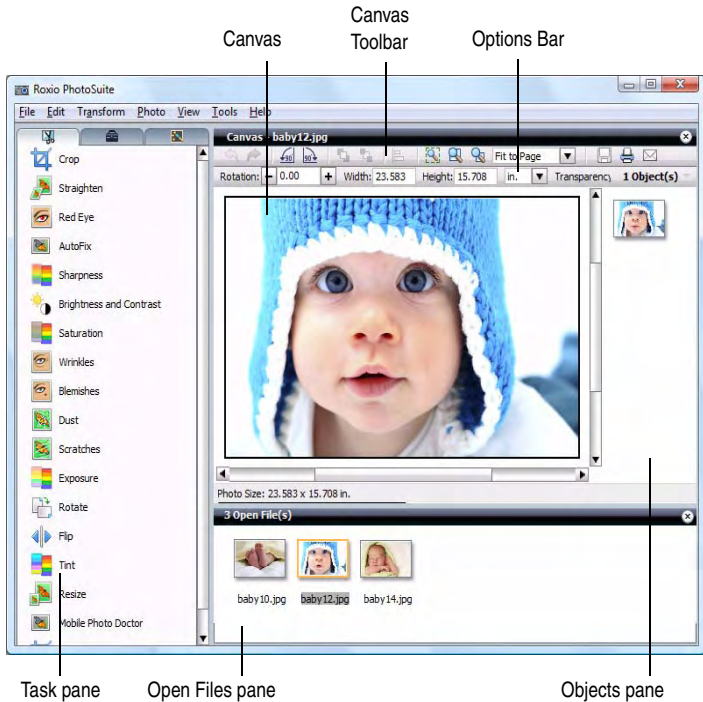 Canvas
Canvas Toolbar
Options Bar
Roxio PhotoSuite
File Edit Transform Photo View Tools Help
Canvas - baby12.jpg
90 90 Fit to Page
Rotation: 0.00 Width: 23.583 Height: 15.708 in. Transparency 1 Object(s)
Crop
Straighten
Red Eye
AutoFix
Sharpness
Brightness and Contrast
Saturation
Wrinkles
Blemishes
Dust
Scratches
Exposure
Rotate
Flip
Tint
Resize
Mobile Photo Doctor
Photo Size: 23.583 x 15.708 in.
3 Open File(s)
baby10.jpg baby12.jpg baby14.jpg
Task pane
Open Files pane
Objects pane